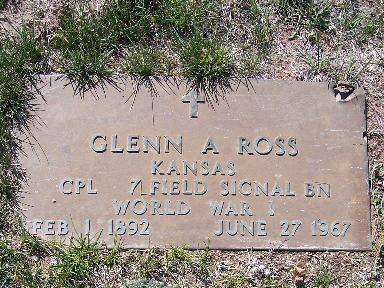 GLENN A ROSS
KANSAS
CPL 7 FIELD SIGNAL BN
WORLD WAR I
FEB 1 1892 JUNE 27 1967